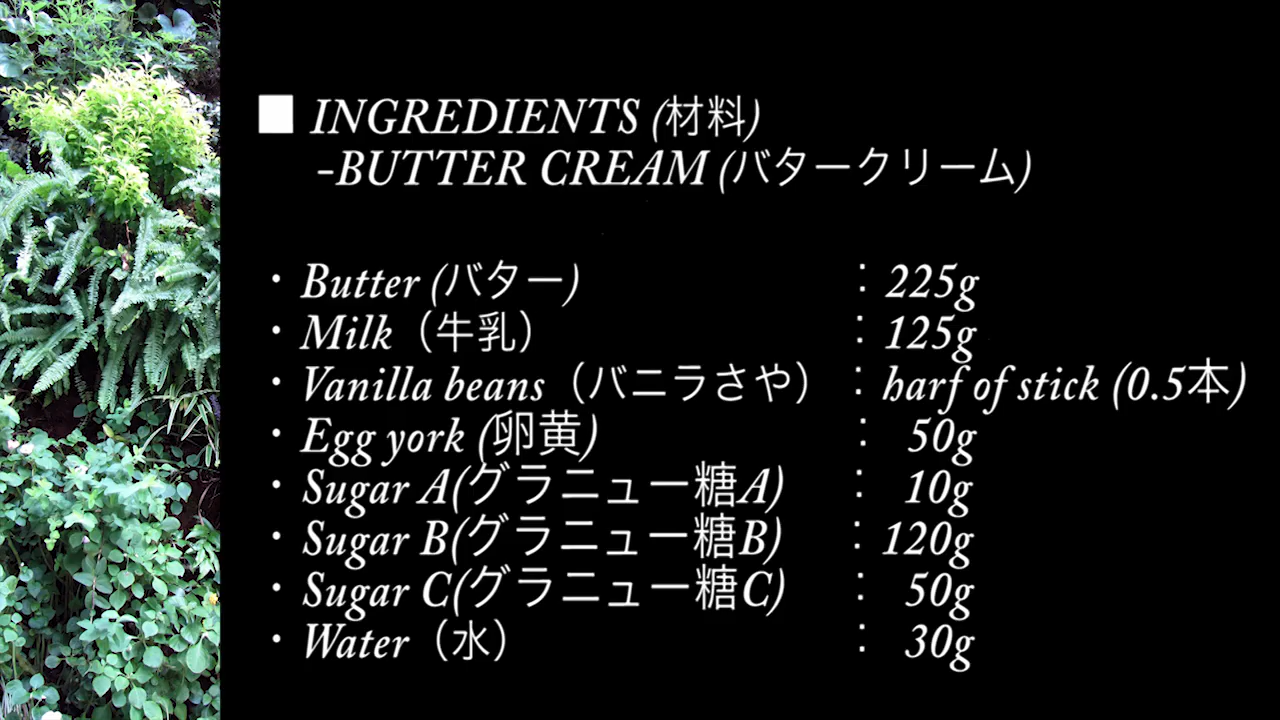 ■ INGREDIENTS (材料)
-BUTTER CREAM (バタークリーム)
・Butter (バター) : 225g
・Milk（牛乳） : 125g
・Vanilla beans（バニラさや） : harf of stick (0.5本)
・Egg york (卵黄) : 50g
・Sugar A(グラニュー糖A) : 10g
・Sugar B(グラニュー糖B) : 120g
・Sugar C(グラニュー糖C) : 50g
・Water（水） : 30g